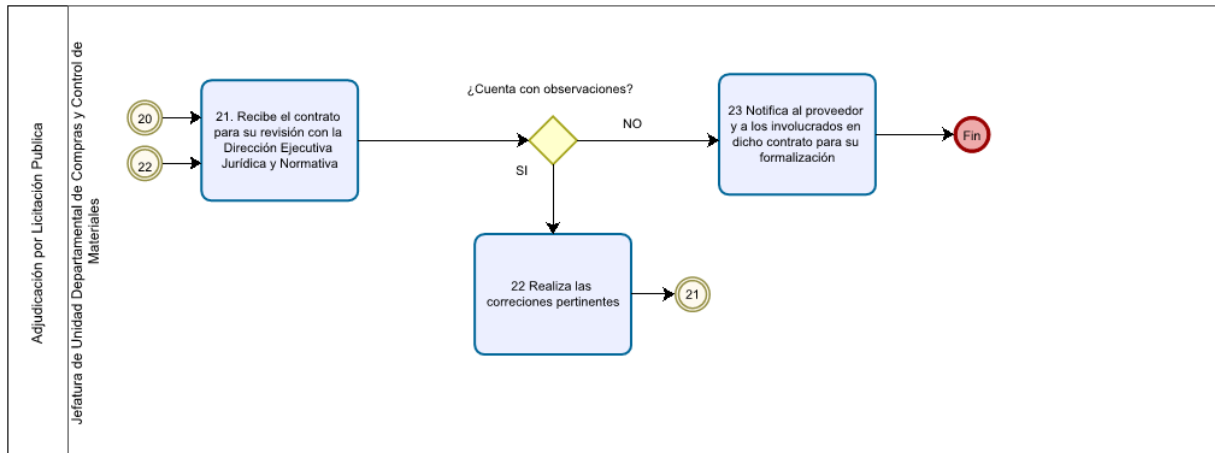 Adjudicación por Licitación Publica
Jefatura de Unidad Departamental de Compras y Control de
Materiales
20
22
21. Recibe el contrato
para su revisión con la
Dirección Ejecutiva
Jurídica y Normativa
¿Cuenta con observaciones?
NO
SI
23 Notifica al proveedor
y a los involucrados en
dicho contrato para su
formalización
Fin
22 Realiza las
correciones pertinentes
21